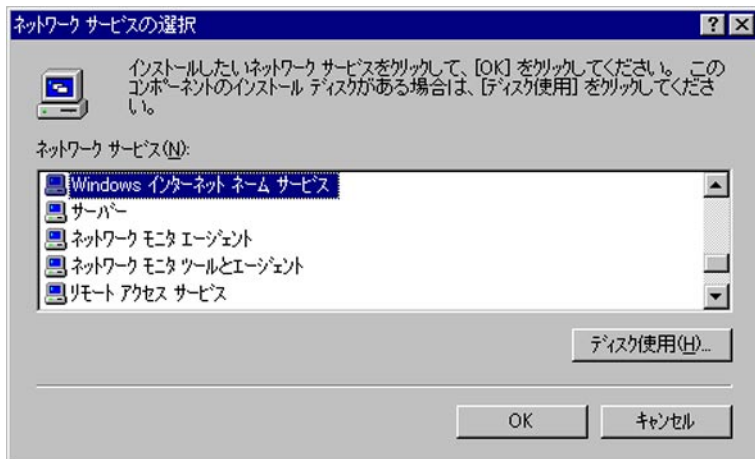 ネットワーク サービスの選択
インストールしたいネットワーク サービスをクリックして、[OK] をクリックしてください。 この
コンポーネントのインストール ディスクがある場合は、[ディスク使用] をクリックしてくださ
い。
ネットワーク サービス(N):
Windows インターネット ネーム サービス
サーバー
ネットワーク モニタ エージェント
ネットワーク モニタ ツールとエージェント
リモート アクセス サービス
ディスク使用(H)...
OK キャンセル